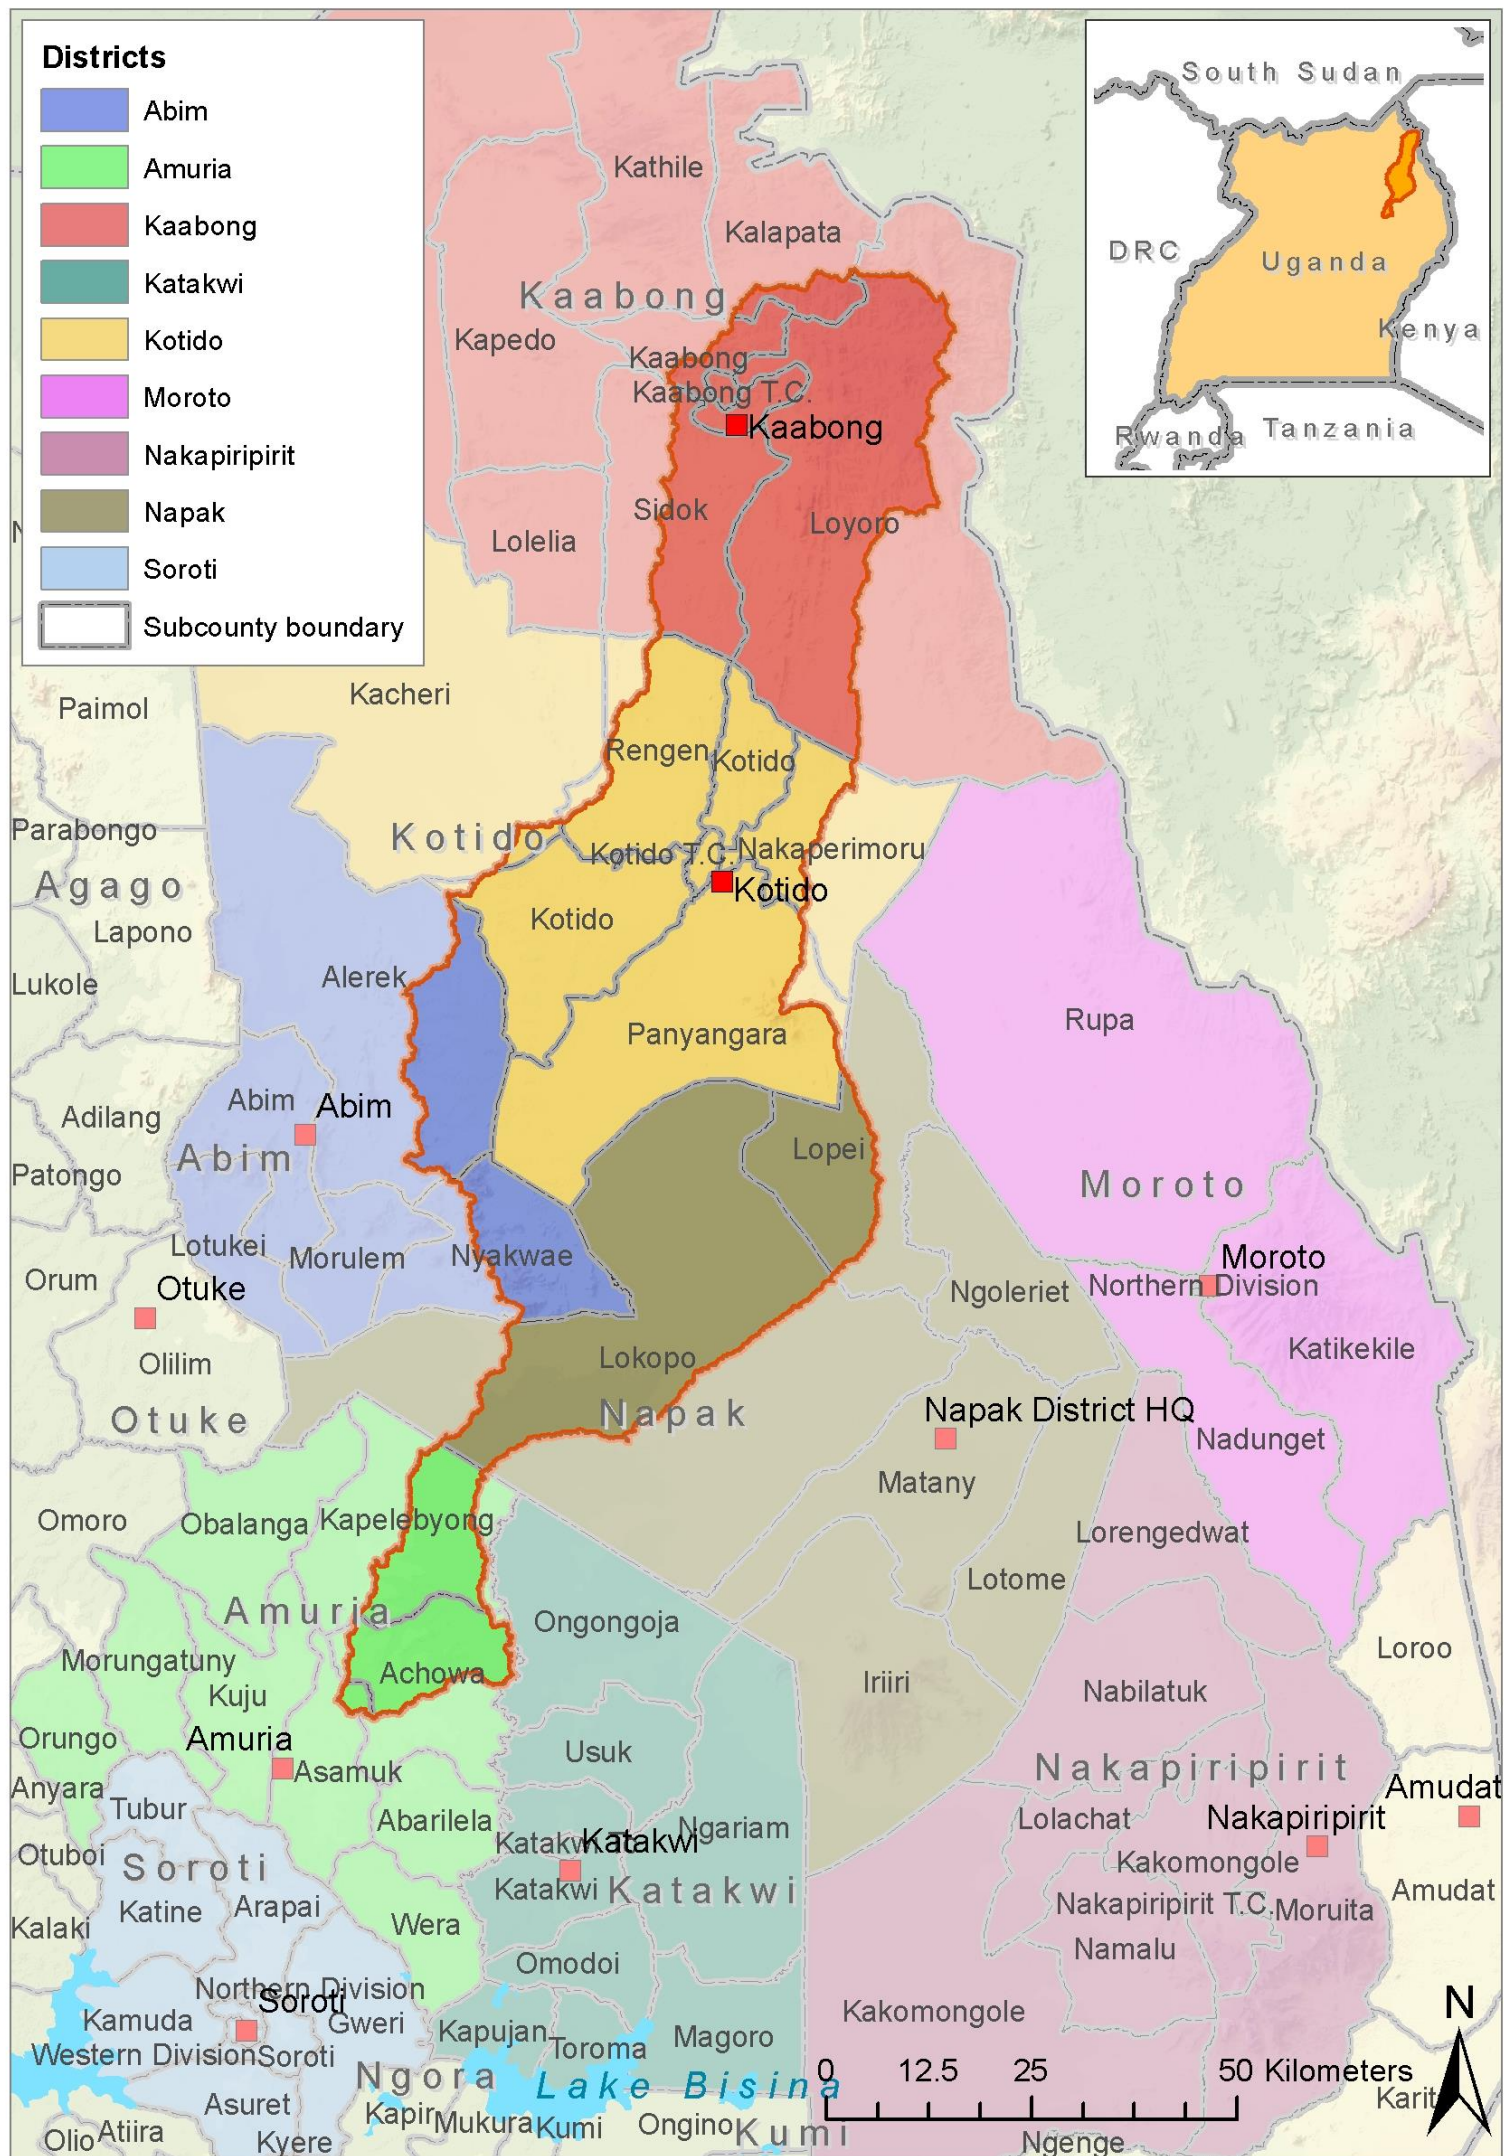 Districts
Abim
Amuria
Kaabong
Katakwi
Kotido
Moroto
Nakapiripirit
Napak
Soroti
Subcounty boundary
South Sudan
DRC
Uganda
Kenya
Rwanda
Tanzania
Kathile
Kalapata
Kaabong
Kapedo
Kaabong
Kaabong T.C.
Kaabong
Sidok
Loyoro
Lolelia
Kacheri
Paimol
Rengen
Kotido
Parabongo
Kotido
Kotido T.C.
Nakaperimoru
Agago
Kotido
Kotido
Lapono
Alerek
Lukole
Rupa
Panyangara
Abim
Abim
Adilang
Lopei
Abim
Patongo
Moroto
Lotukei
Morulem
Nyakwae
Moroto
Orum
Otuke
Ngoleriet
Northern Division
Katikekile
Olilim
Lokopo
Otuke
Napak
Napak District HQ
Nadunget
Matany
Omoro
Obalanga
Kapelebyong
Lorengedwat
Lotome
Amuria
Ongongoja
Morungatuny
Achowa
Loroo
Kuju
Iriiri
Nabilatuk
Orungo
Amuria
Usuk
Asamuk
Nakapiripirit
Anyara
Amudat
Tubur
Abarilela
Lolachat
Nakapiripirit
Ngariam
Katakwi
Otuboi
Soroti
Kakomongole
Katakwi
Katakwi
Amudat
Katine
Arapai
Nakapiripirit T.C.
Moruita
Kalaki
Wera
Namalu
Omodoi
Northern Division
Soroti
Kamuda
Gweri
Kakomongole
Kapujan
Toroma
Magoro
Western Division
Soroti
Ngora
Lake Bisina
0 12.5 25 50 Kilometers
N
Asuret
Kapir
Mukura
Kumi
Ongino
Kumi
Olio
Atiira
Kyere
Ngenge